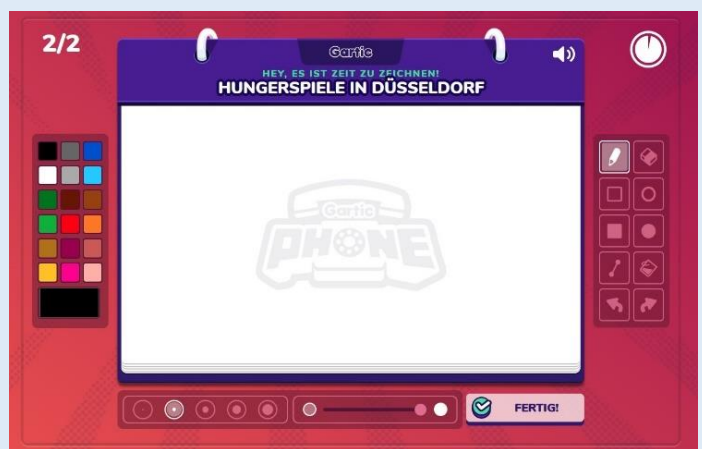 2/2
Gartic
HEY, ES IST ZEIT ZU ZEICHNEN!
HUNGERSPIELE IN DÜSSELDORF
Gartic
PHONE
FERTIG!